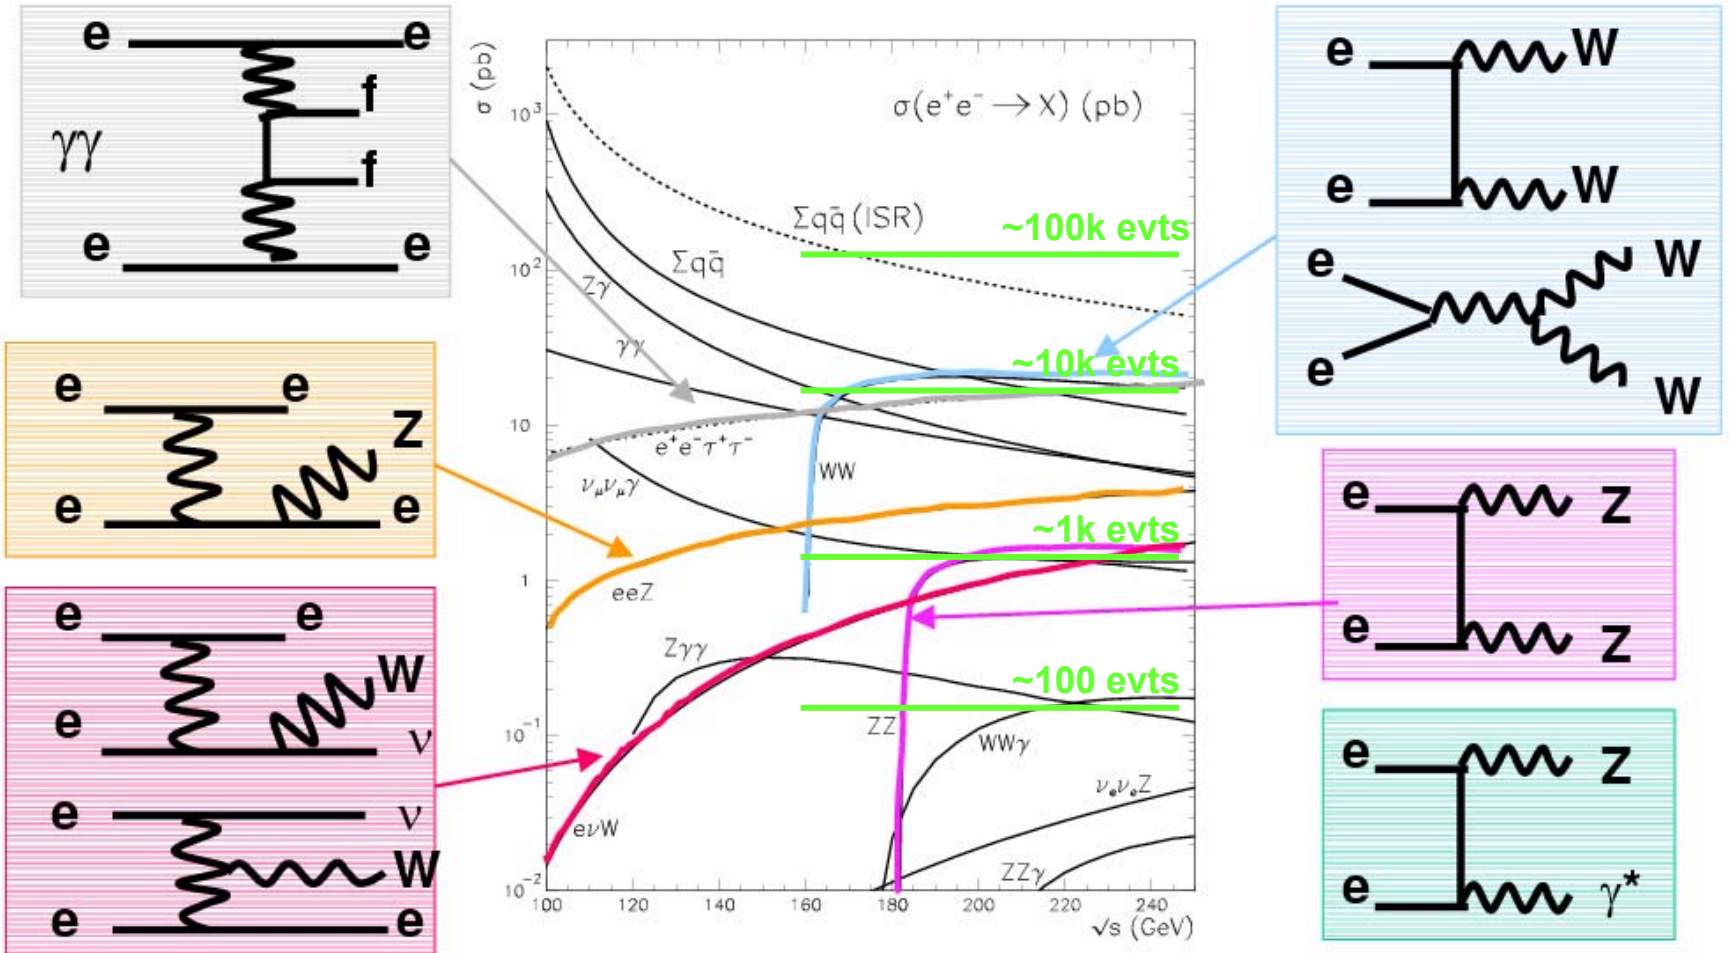 e e
f
γγ
f
e e
e e
Z
e e
e e
W
e ν
e ν
W
e e
σ (pb)
σ(e⁺e⁻ → X) (pb)
10³
Σqq̄ (ISR)
~100k evts
Σqq̄
10²
Zγ
γγ
~10k evts
10
e⁺e⁻τ⁺τ⁻
WW
νμνμγ
~1k evts
1
eeZ
Zγγ
~100 evts
10⁻¹
ZZ
WWγ
νₑνₑZ
eνW
ZZγ
10⁻²
100 120 140 160 180 200 220 240
√s (GeV)
e W
e W
e W
e W
e Z
e Z
e Z
e γ*